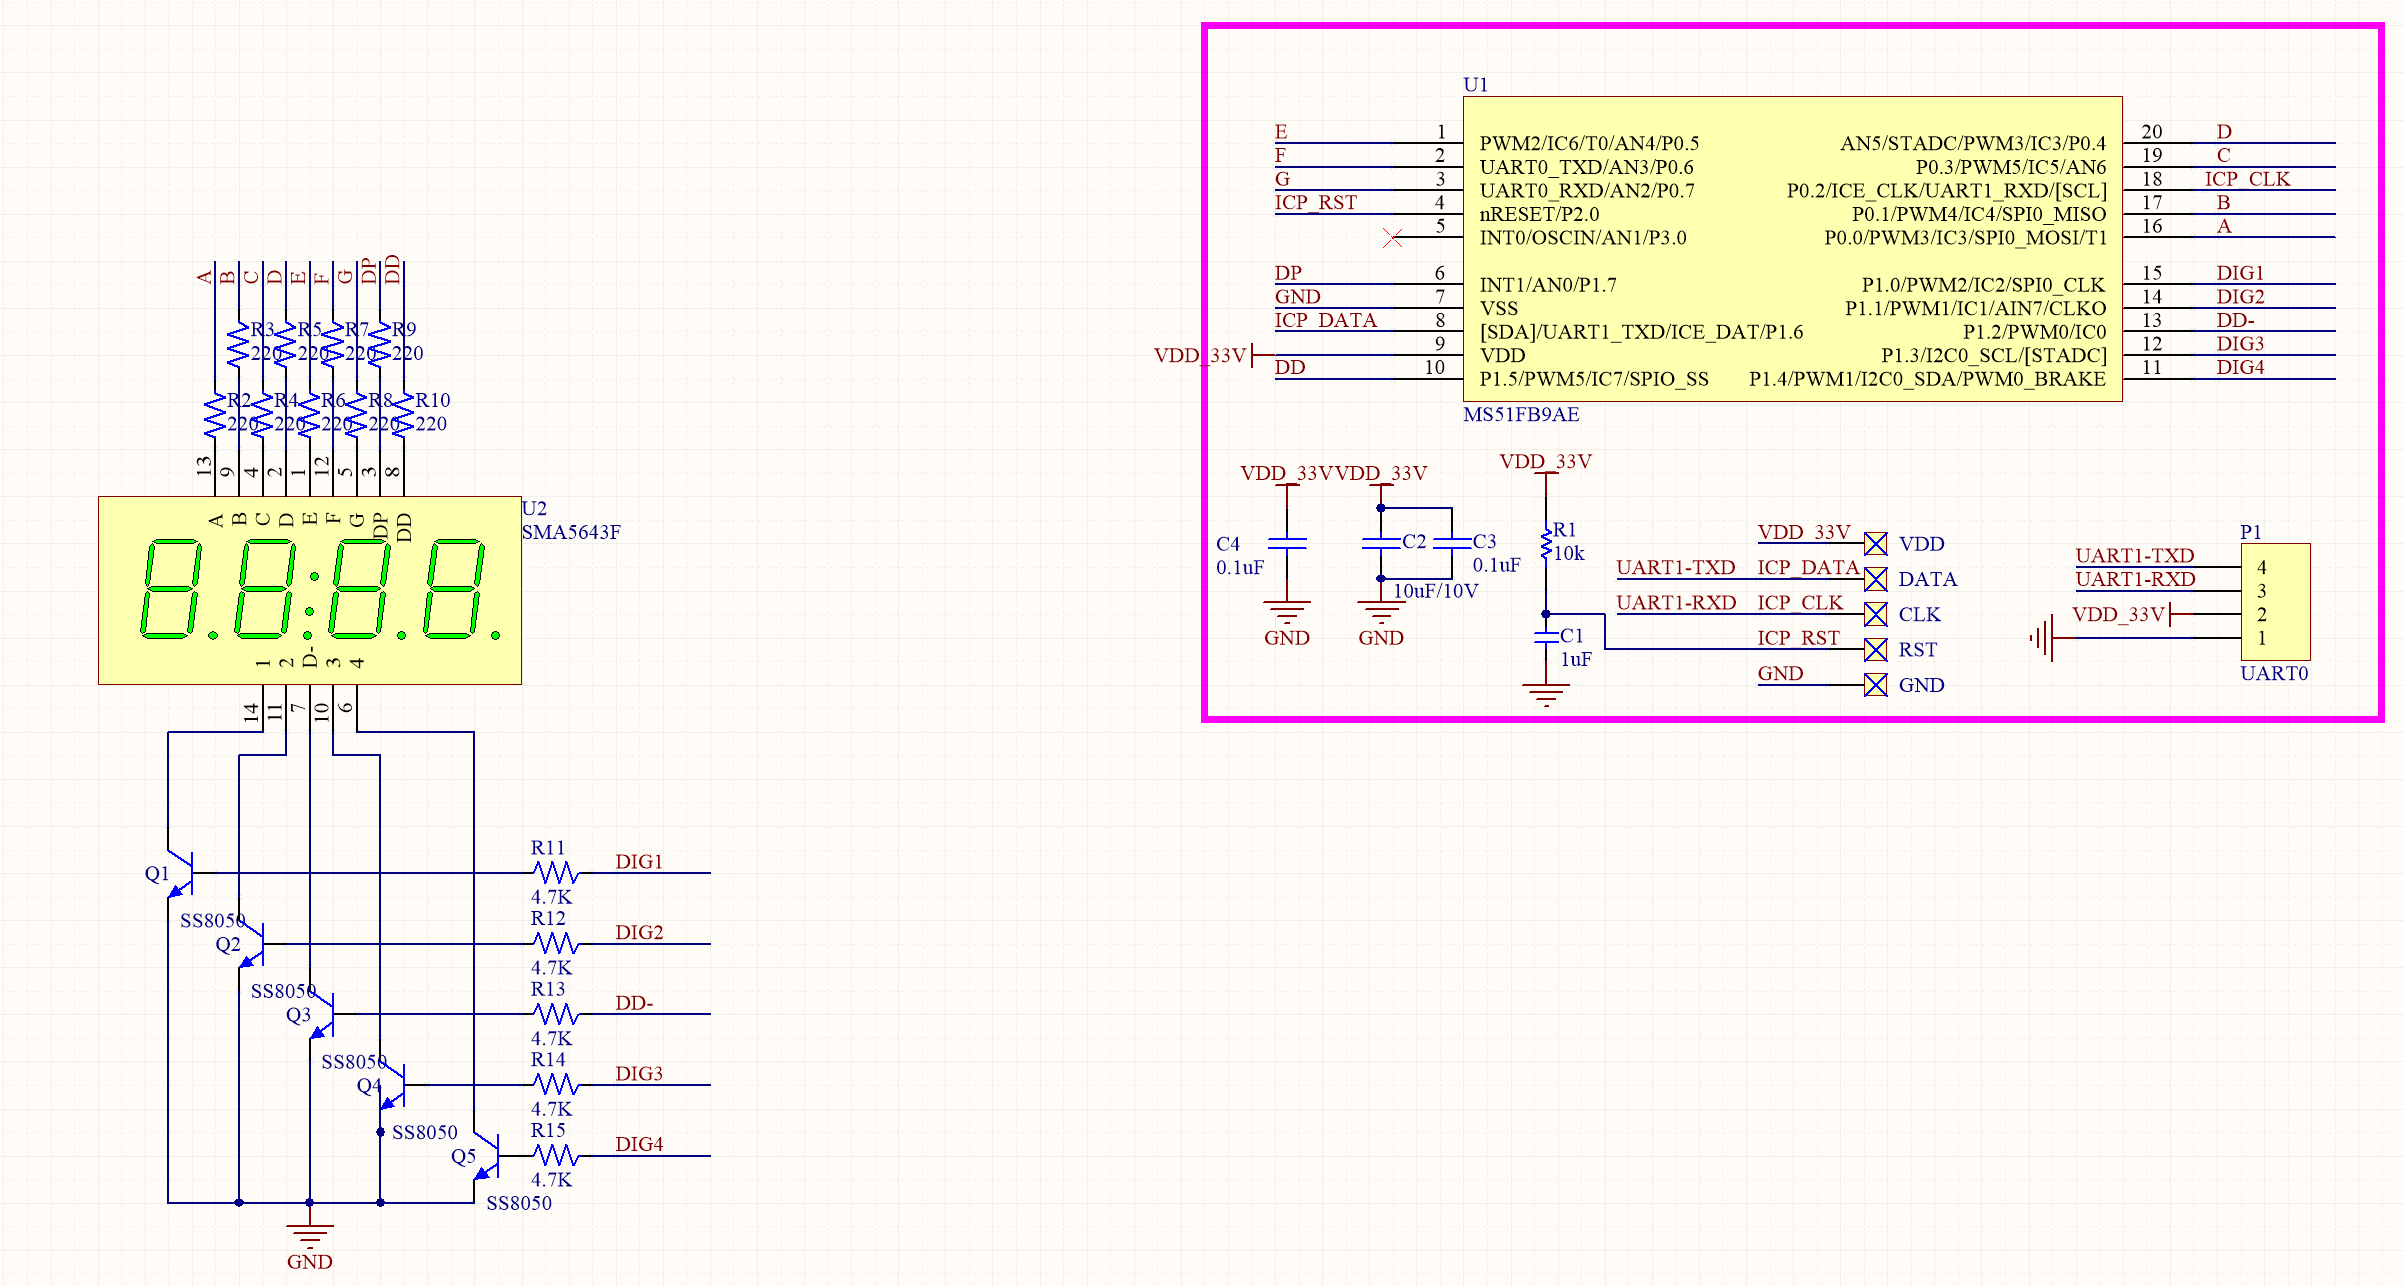 A
B
C
D
E
F
G
DP
DD
R3
R5
R7
R9
220
220
220
220
R2
R4
R6
R8
R10
220
220
220
220
220
13
9
4
2
1
12
5
3
8
A
B
C
D
E
F
G
DP
DD
U2
SMA5643F
1
2
D-
3
4
14
11
7
10
6
R11
DIG1
Q1
4.7K
SS8050
R12
DIG2
Q2
4.7K
SS8050
R13
DD-
Q3
4.7K
SS8050
R14
DIG3
Q4
4.7K
SS8050
R15
DIG4
Q5
4.7K
SS8050
GND
U1
E 1 PWM2/IC6/T0/AN4/P0.5
F 2 UART0_TXD/AN3/P0.6
G 3 UART0_RXD/AN2/P0.7
ICP_RST 4 nRESET/P2.0
5 INT0/OSCIN/AN1/P3.0
DP 6 INT1/AN0/P1.7
GND 7 VSS
ICP_DATA 8 [SDA]/UART1_TXD/ICE_DAT/P1.6
VDD_33V 9 VDD
DD 10 P1.5/PWM5/IC7/SPIO_SS
AN5/STADC/PWM3/IC3/P0.4 20 D
P0.3/PWM5/IC5/AN6 19 C
P0.2/ICE_CLK/UART1_RXD/[SCL] 18 ICP_CLK
P0.1/PWM4/IC4/SPI0_MISO 17 B
P0.0/PWM3/IC3/SPI0_MOSI/T1 16 A
P1.0/PWM2/IC2/SPI0_CLK 15 DIG1
P1.1/PWM1/IC1/AIN7/CLKO 14 DIG2
P1.2/PWM0/IC0 13 DD-
P1.3/I2C0_SCL/[STADC] 12 DIG3
P1.4/PWM1/I2C0_SDA/PWM0_BRAKE 11 DIG4
MS51FB9AE
VDD_33V
C4
0.1uF
GND
VDD_33V
C2
10uF/10V
C3
0.1uF
GND
VDD_33V
R1
10k
C1
1uF
VDD_33V VDD
UART1-TXD ICP_DATA DATA
UART1-RXD ICP_CLK CLK
ICP_RST RST
GND GND
P1
UART1-TXD 4
UART1-RXD 3
VDD_33V 2
1
UART0